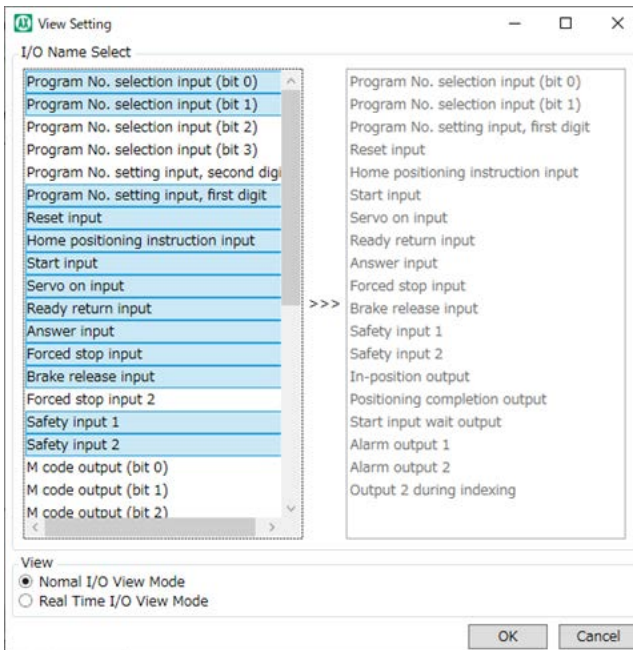 View Setting
I/O Name Select
Program No. selection input (bit 0)
Program No. selection input (bit 1)
Program No. selection input (bit 2)
Program No. selection input (bit 3)
Program No. setting input, second digi
Program No. setting input, first digit
Reset input
Home positioning instruction input
Start input
Servo on input
Ready return input
Answer input
Forced stop input
Brake release input
Forced stop input 2
Safety input 1
Safety input 2
M code output (bit 0)
M code output (bit 1)
M code output (bit 2)
>>>
Program No. selection input (bit 0)
Program No. selection input (bit 1)
Program No. setting input, first digit
Reset input
Home positioning instruction input
Start input
Servo on input
Ready return input
Answer input
Forced stop input
Brake release input
Safety input 1
Safety input 2
In-position output
Positioning completion output
Start input wait output
Alarm output 1
Alarm output 2
Output 2 during indexing
View
Nomal I/O View Mode
Real Time I/O View Mode
OK
Cancel